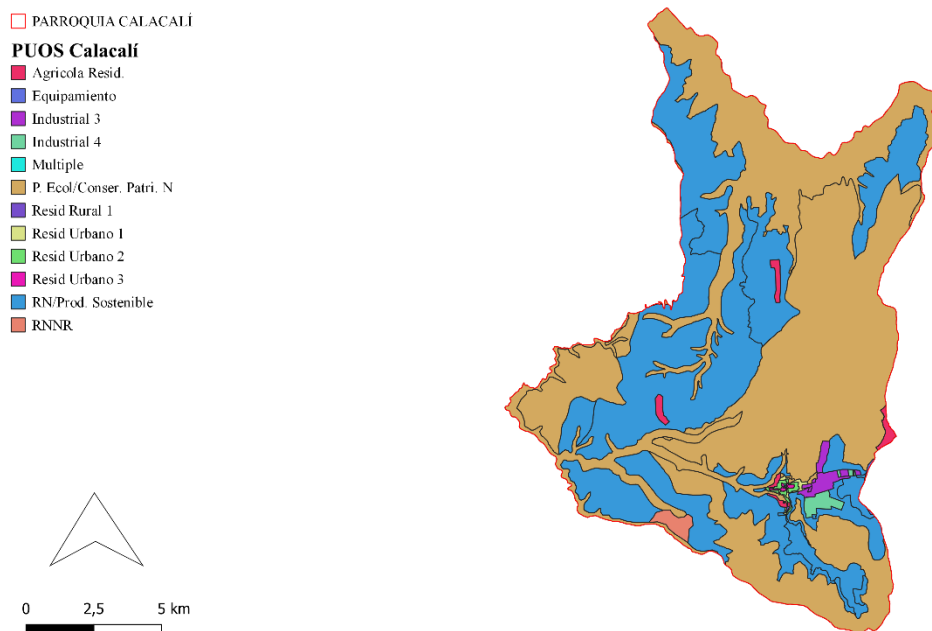 PARROQUIA CALACALÍ
PUOS Calacalí
Agricola Resid.
Equipamiento
Industrial 3
Industrial 4
Multiple
P. Ecol/Conser. Patri. N
Resid Rural 1
Resid Urbano 1
Resid Urbano 2
Resid Urbano 3
RN/Prod. Sostenible
RNNR
0 2,5 5 km